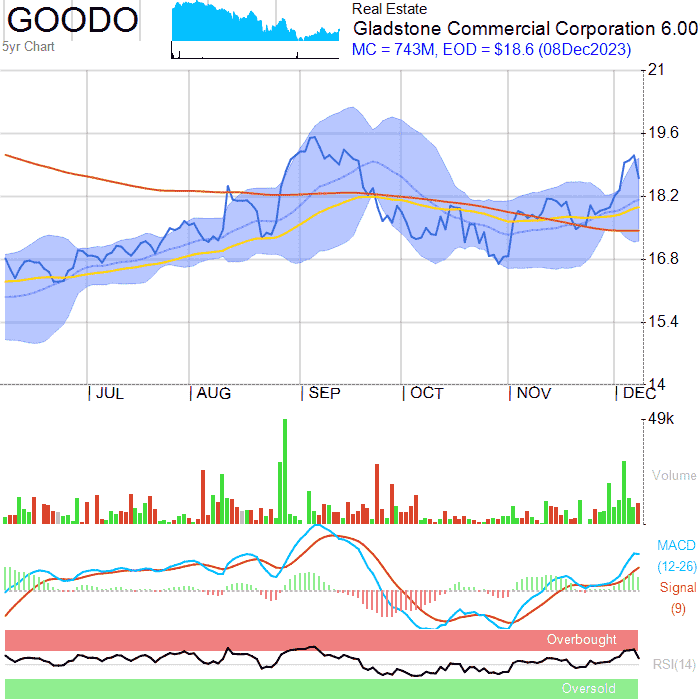 GOODO
5yr Chart
Real Estate
Gladstone Commercial Corporation 6.00
MC = 743M, EOD = $18.6 (08Dec2023)
21
19.6
18.2
16.8
15.4
14
JUL AUG SEP OCT NOV DEC
49k
Volume
MACD
(12-26)
Signal
(9)
Overbought
RSI(14)
Oversold